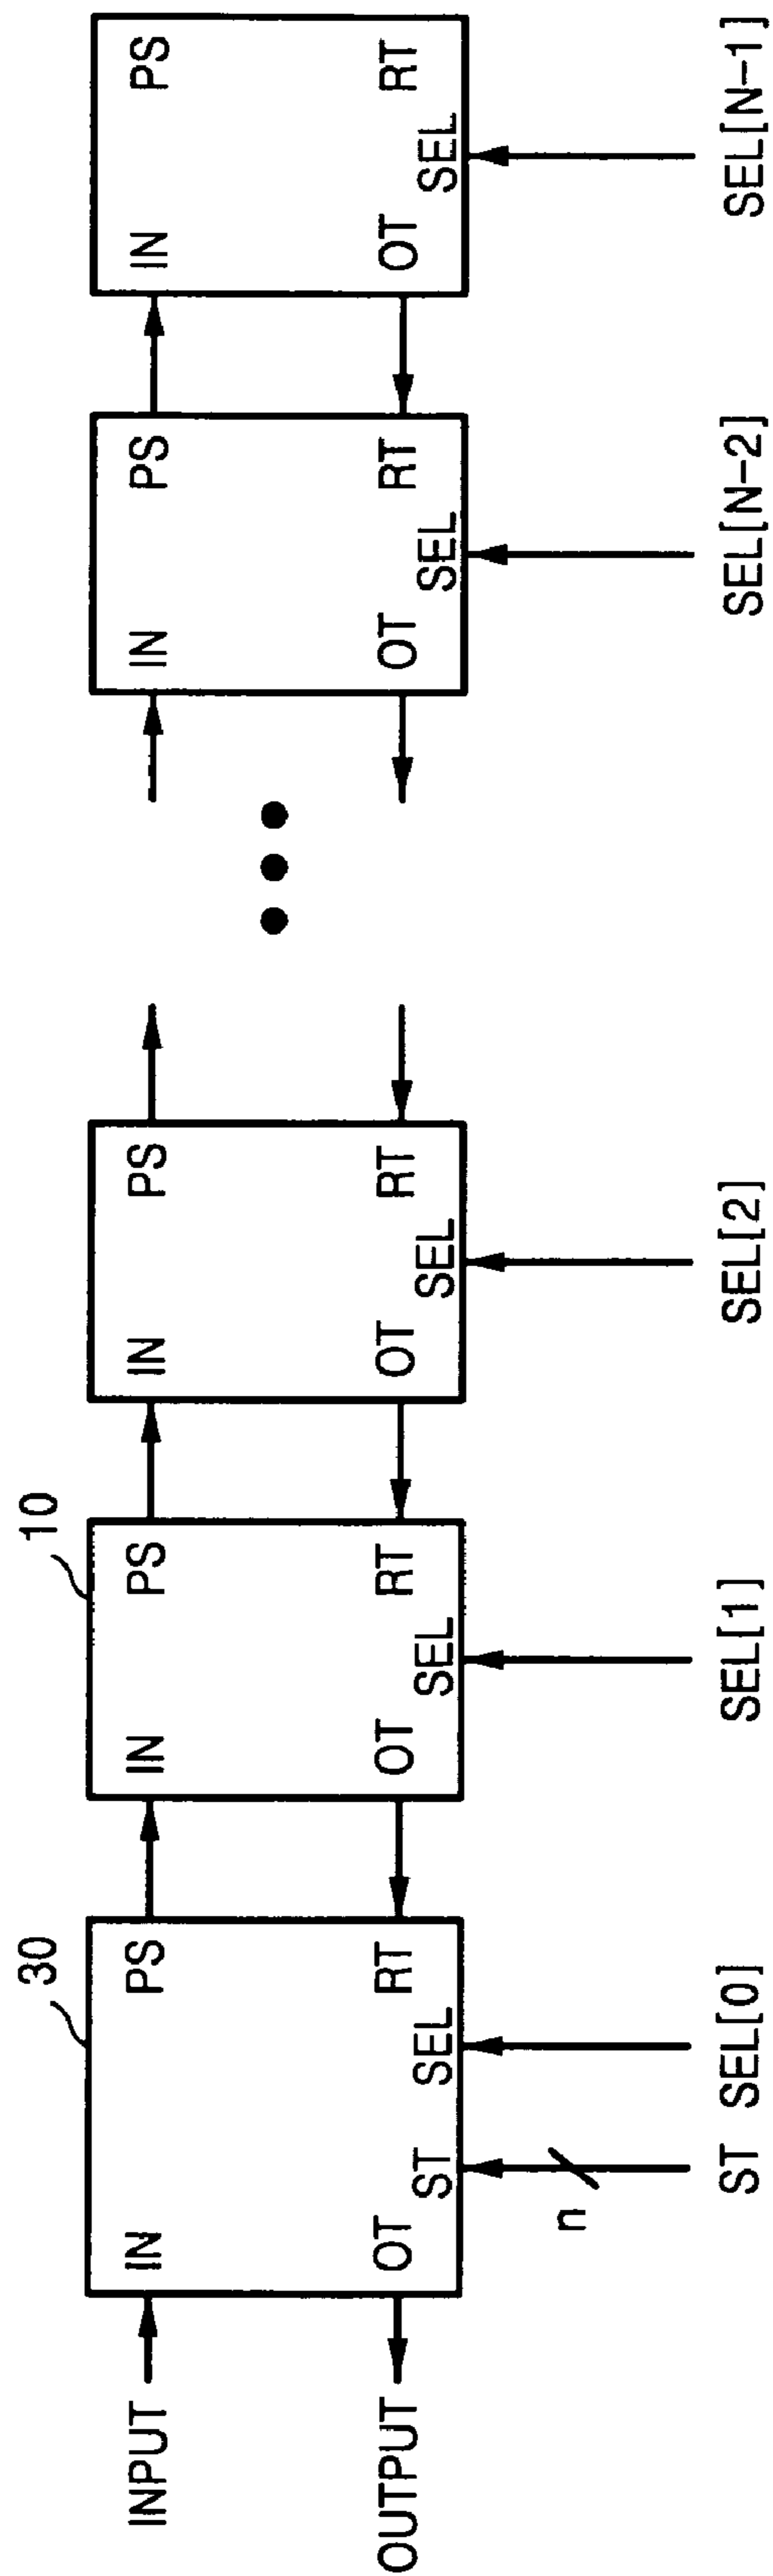 30
10
INPUT
IN
PS
IN
PS
IN
PS
IN
PS
IN
PS
OUTPUT
OT
ST
SEL
RT
OT
SEL
RT
OT
SEL
RT
OT
SEL
RT
OT
SEL
RT
n
ST
SEL[0]
SEL[1]
SEL[2]
SEL[N-2]
SEL[N-1]